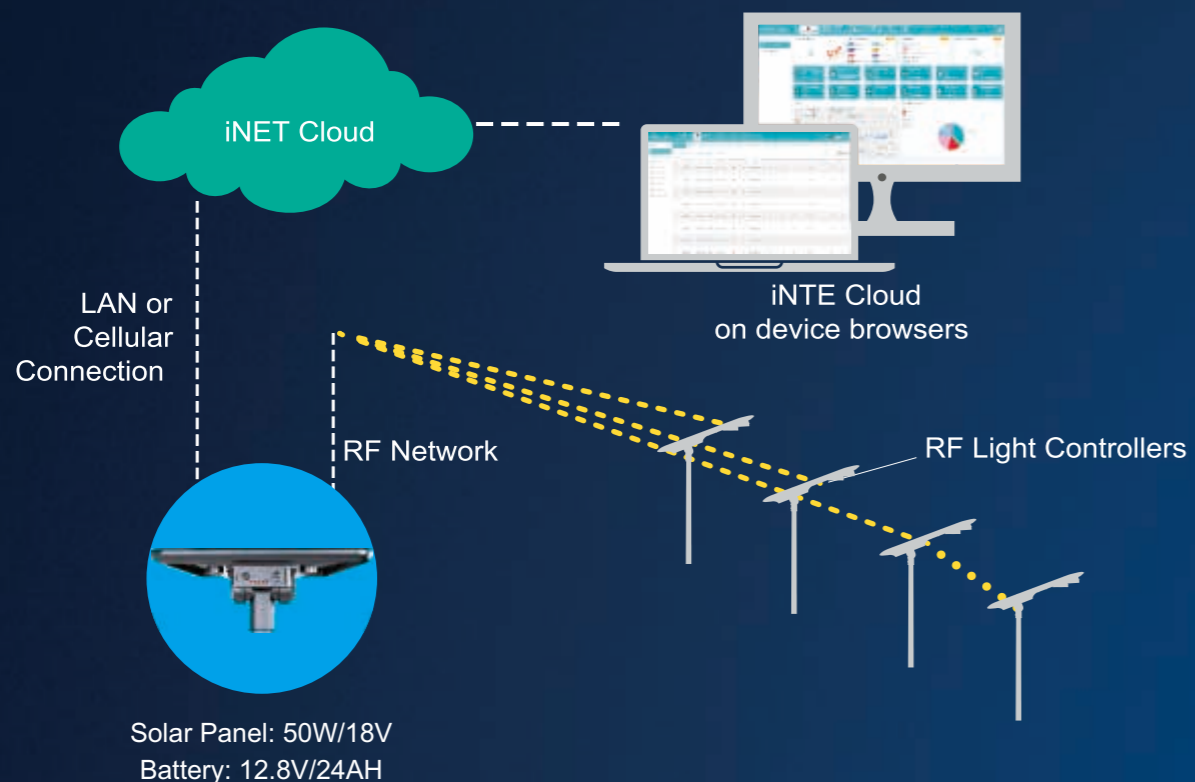 iNET Cloud
LAN or
Cellular
Connection
iNTE Cloud
on device browsers
RF Network
RF Light Controllers
Solar Panel: 50W/18V
Battery: 12.8V/24AH